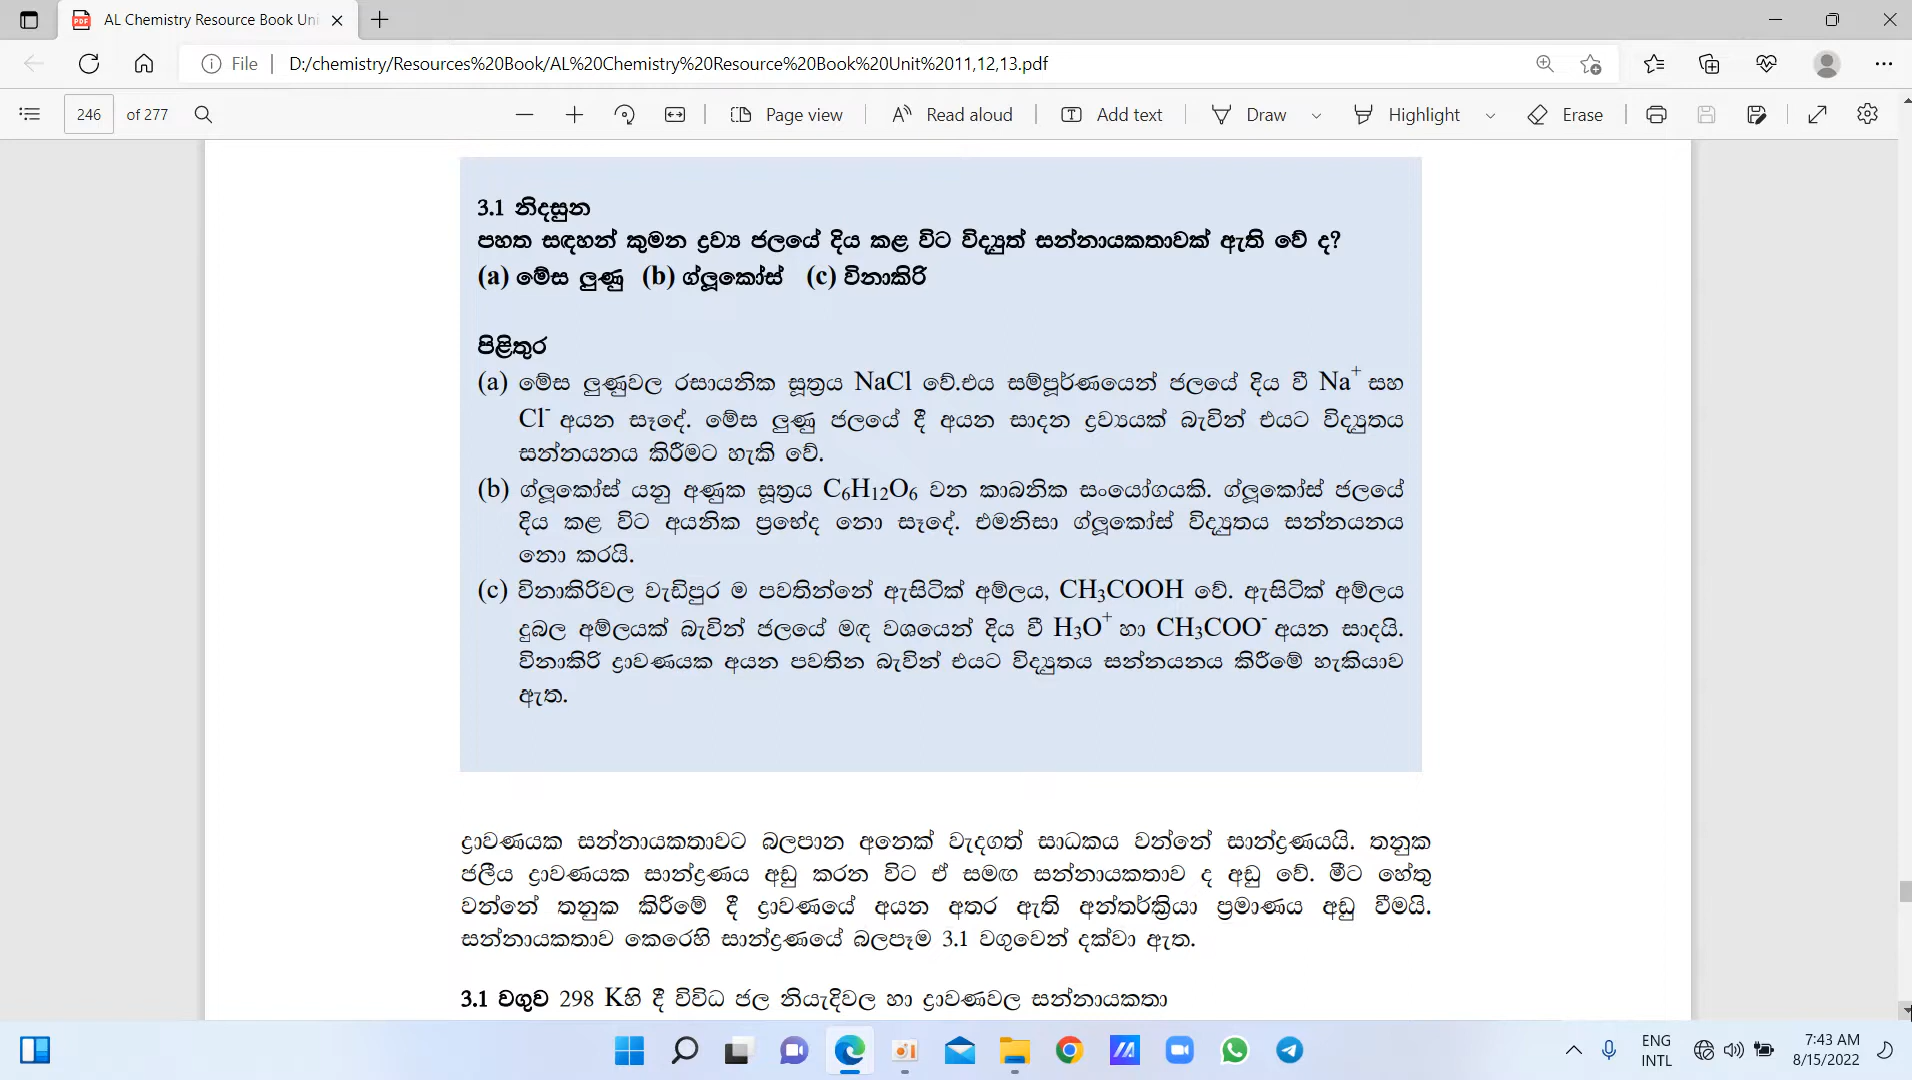 AL Chemistry Resource Book Uni
File
D:/chemistry/Resources%20Book/AL%20Chemistry%20Resource%20Book%20Unit%2011,12,13.pdf
246 of 277
Page view
Read aloud
Add text
Draw
Highlight
Erase
3.1 නිදසුන
පහත සඳහන් කුමන ද්‍රව්‍ය ජලයේ දිය කළ විට විද්‍යුත් සන්නායකතාවක් ඇති වේ ද?
(a) මේස ලුණු (b) ග්ලූකෝස් (c) විනාකිරි
පිළිතුර
(a) මේස ලුණුවල රසායනික සූත්‍රය NaCl වේ.එය සම්පූර්ණයෙන් ජලයේ දිය වී Na⁺ සහ
Cl⁻ අයන සෑදේ. මේස ලුණු ජලයේ දී අයන සාදන ද්‍රව්‍යයක් බැවින් එයට විද්‍යුතය
සන්නයනය කිරීමට හැකි වේ.
(b) ග්ලූකෝස් යනු අණුක සූත්‍රය C₆H₁₂O₆ වන කාබනික සංයෝගයකි. ග්ලූකෝස් ජලයේ
දිය කළ විට අයනික ප්‍රභේද නො සෑදේ. එමනිසා ග්ලූකෝස් විද්‍යුතය සන්නයනය
නො කරයි.
(c) විනාකිරිවල වැඩිපුර ම පවතින්නේ ඇසිටික් අම්ලය, CH₃COOH වේ. ඇසිටික් අම්ලය
දුබල අම්ලයක් බැවින් ජලයේ මඳ වශයෙන් දිය වී H₃O⁺ හා CH₃COO⁻ අයන සාදයි.
විනාකිරි ද්‍රාවණයක අයන පවතින බැවින් එයට විද්‍යුතය සන්නයනය කිරීමේ හැකියාව
ඇත.
ද්‍රාවණයක සන්නායකතාවට බලපාන අනෙක් වැදගත් සාධකය වන්නේ සාන්ද්‍රණයයි. තනුක
ජලීය ද්‍රාවණයක සාන්ද්‍රණය අඩු කරන විට ඒ සමඟ සන්නායකතාව ද අඩු වේ. මීට හේතු
වන්නේ තනුක කිරීමේ දී ද්‍රාවණයේ අයන අතර ඇති අන්තර්ක්‍රියා ප්‍රමාණය අඩු වීමයි.
සන්නායකතාව කෙරෙහි සාන්ද්‍රණයේ බලපෑම 3.1 වගුවෙන් දක්වා ඇත.
3.1 වගුව 298 Kහි දී විවිධ ජල නියැදිවල හා ද්‍රාවණවල සන්නායකතා
ENG
INTL
7:43 AM
8/15/2022